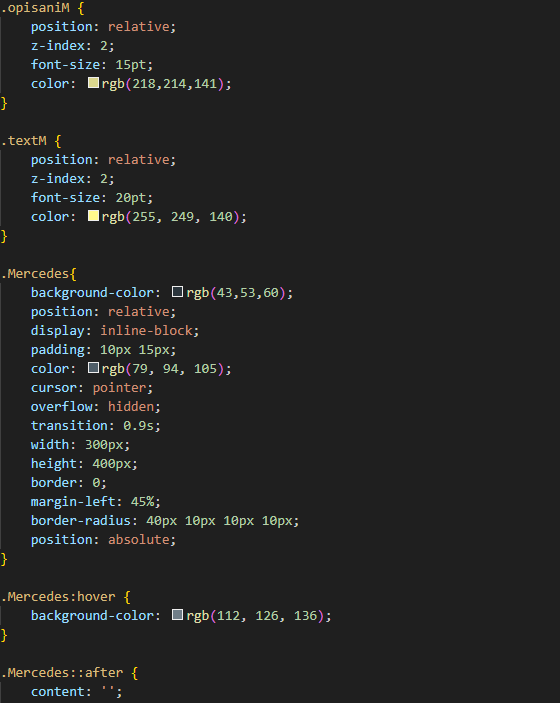 .opisaniM {
    position: relative;
    z-index: 2;
    font-size: 15pt;
    color: rgb(218,214,141);
}

.textM {
    position: relative;
    z-index: 2;
    font-size: 20pt;
    color: rgb(255, 249, 140);
}

.Mercedes{
    background-color: rgb(43,53,60);
    position: relative;
    display: inline-block;
    padding: 10px 15px;
    color: rgb(79, 94, 105);
    cursor: pointer;
    overflow: hidden;
    transition: 0.9s;
    width: 300px;
    height: 400px;
    border: 0;
    margin-left: 45%;
    border-radius: 40px 10px 10px 10px;
    position: absolute;
}

.Mercedes:hover {
    background-color: rgb(112, 126, 136);
}

.Mercedes::after {
    content: '';